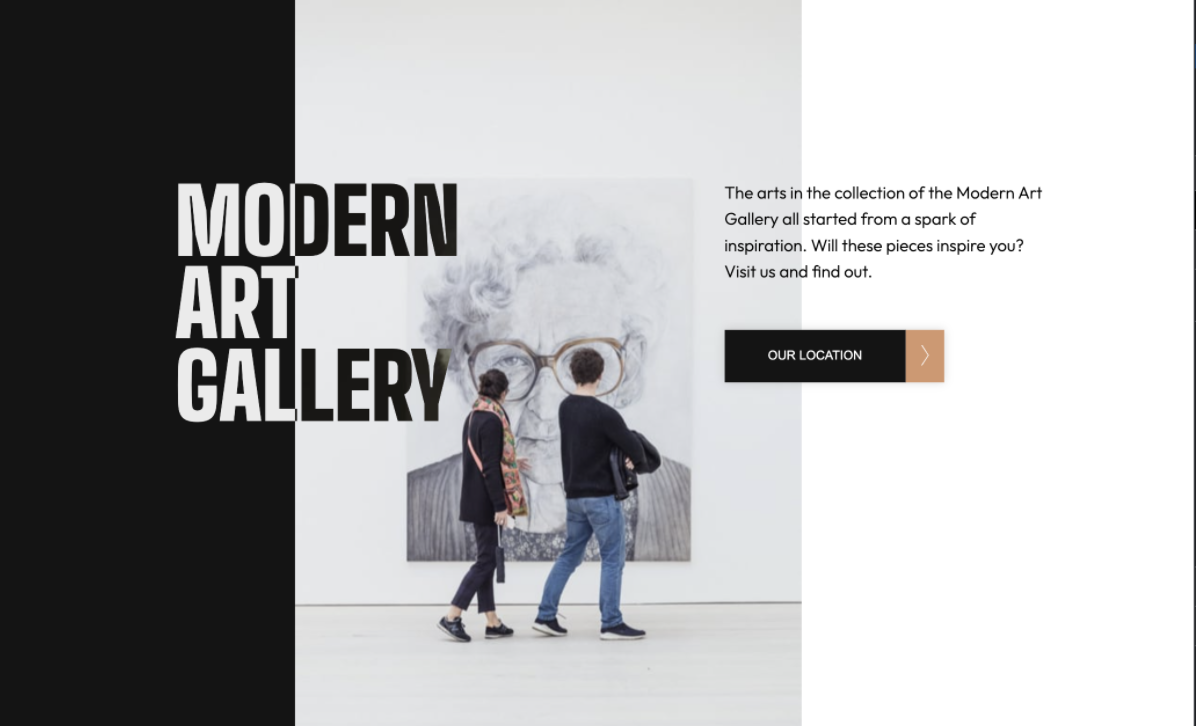 MODERN
ART
GALLERY
The arts in the collection of the Modern Art
Gallery all started from a spark of
inspiration. Will these pieces inspire you?
Visit us and find out.
OUR LOCATION